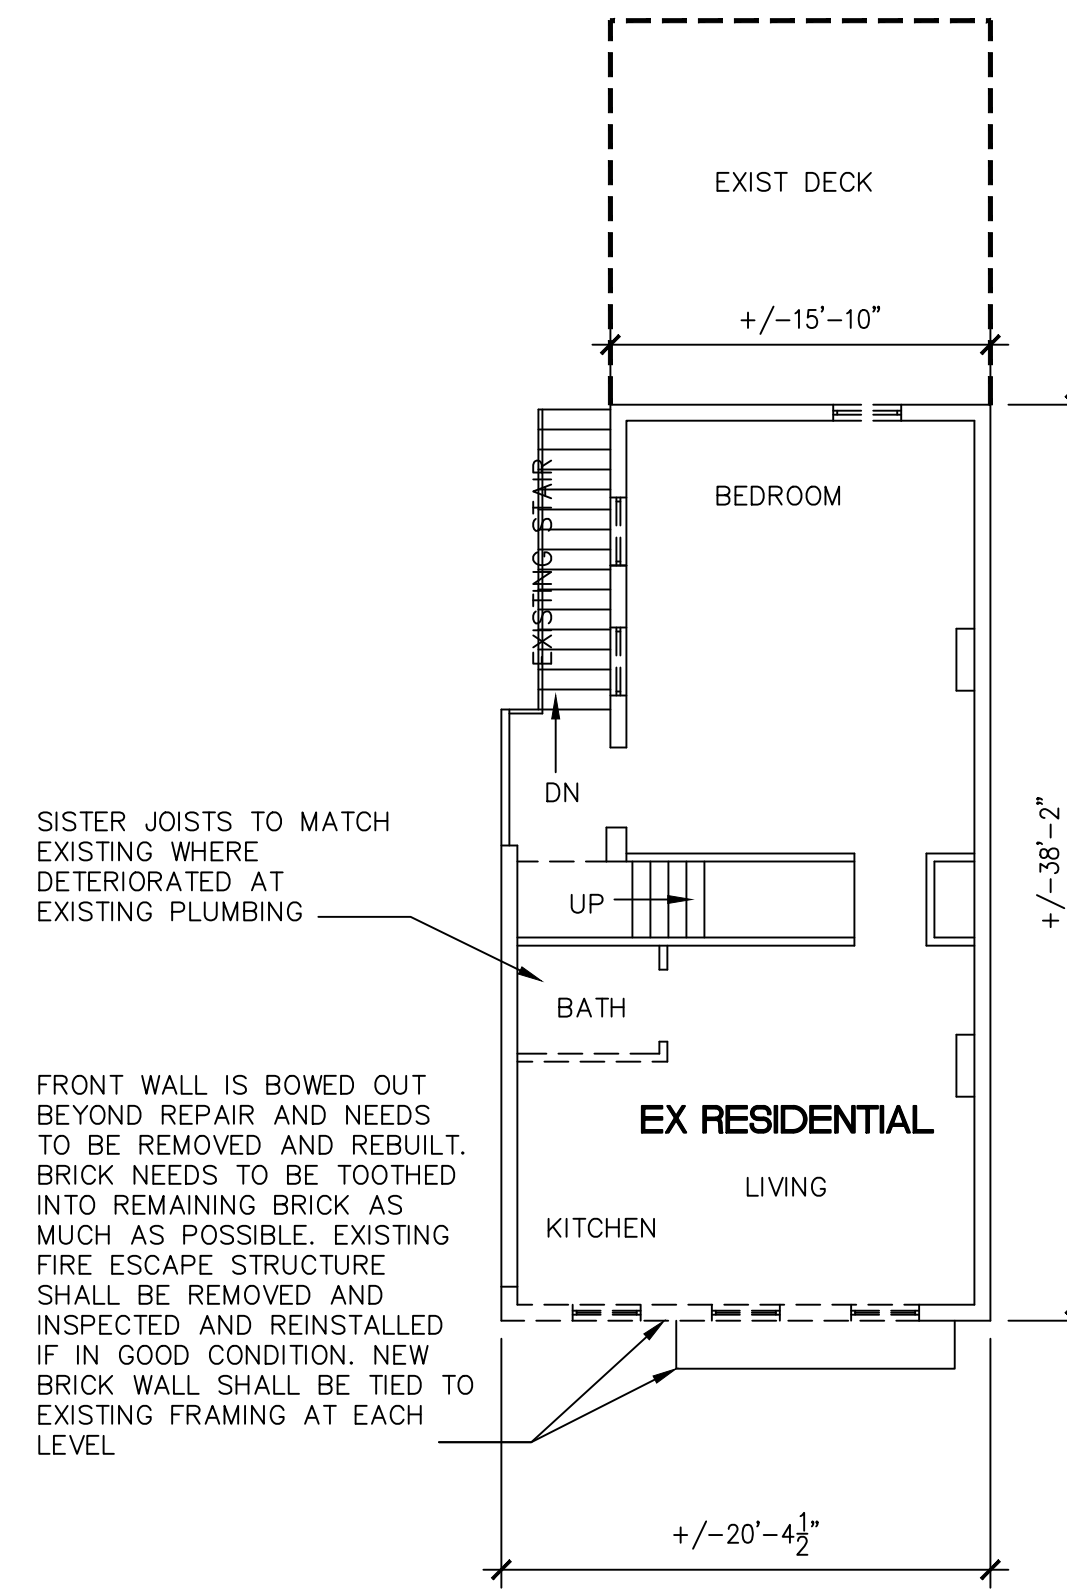 EXIST DECK
+/-15'-10"
BEDROOM
EXISTING STAIR
DN
SISTER JOISTS TO MATCH
EXISTING WHERE
DETERIORATED AT
EXISTING PLUMBING
UP
+/-38'-2"
BATH
FRONT WALL IS BOWED OUT
BEYOND REPAIR AND NEEDS
TO BE REMOVED AND REBUILT.
BRICK NEEDS TO BE TOOTHED
INTO REMAINING BRICK AS
MUCH AS POSSIBLE. EXISTING
FIRE ESCAPE STRUCTURE
SHALL BE REMOVED AND
INSPECTED AND REINSTALLED
IF IN GOOD CONDITION. NEW
BRICK WALL SHALL BE TIED TO
EXISTING FRAMING AT EACH
LEVEL
EX RESIDENTIAL
LIVING
KITCHEN
+/-20'-4½"